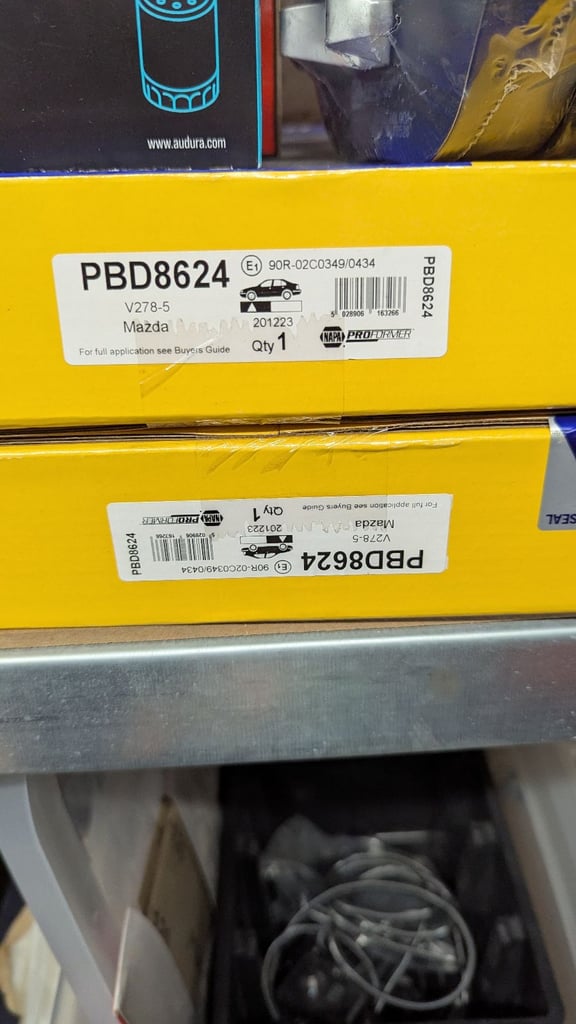 www.audura.com
PBD8624
E1 90R-02C0349/0434
V278-5
Mazda
201223
For full application see Buyers Guide
Qty 1
5 028906 163266
NAPA PROFORMER
PBD8624
SEAL
PBD8624
E1 90R-02C0349/0434
V278-5
Mazda
201223
For full application see Buyers Guide
Qty 1
5 028906 163266
NAPA PROFORMER
PBD8624